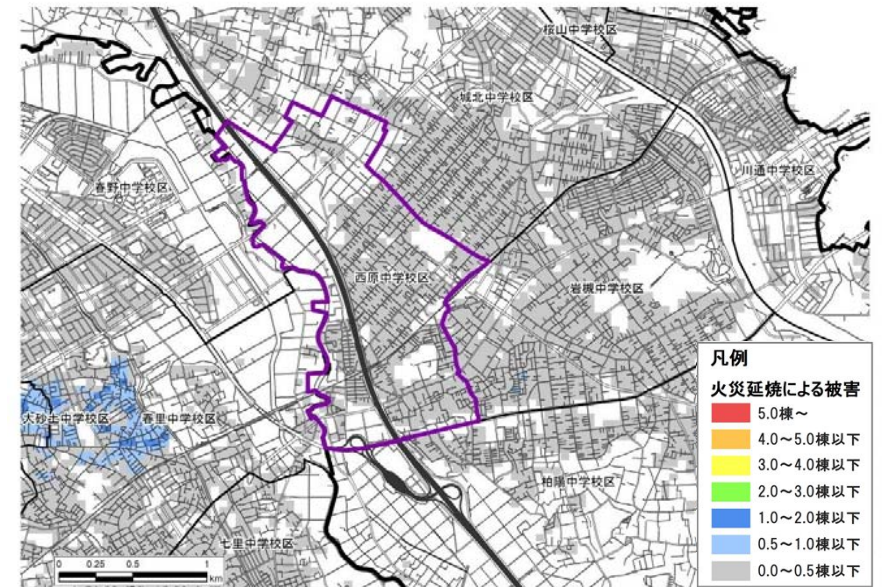 桜山中学校区
城北中学校区
川通中学校区
春野中学校区
西原中学校区
岩槻中学校区
大砂土中学校区
春里中学校区
柏陽中学校区
七里中学校区
凡例
火災延焼による被害
5.0棟～
4.0～5.0棟以下
3.0～4.0棟以下
2.0～3.0棟以下
1.0～2.0棟以下
0.5～1.0棟以下
0.0～0.5棟以下
0 0.25 0.5 1
km